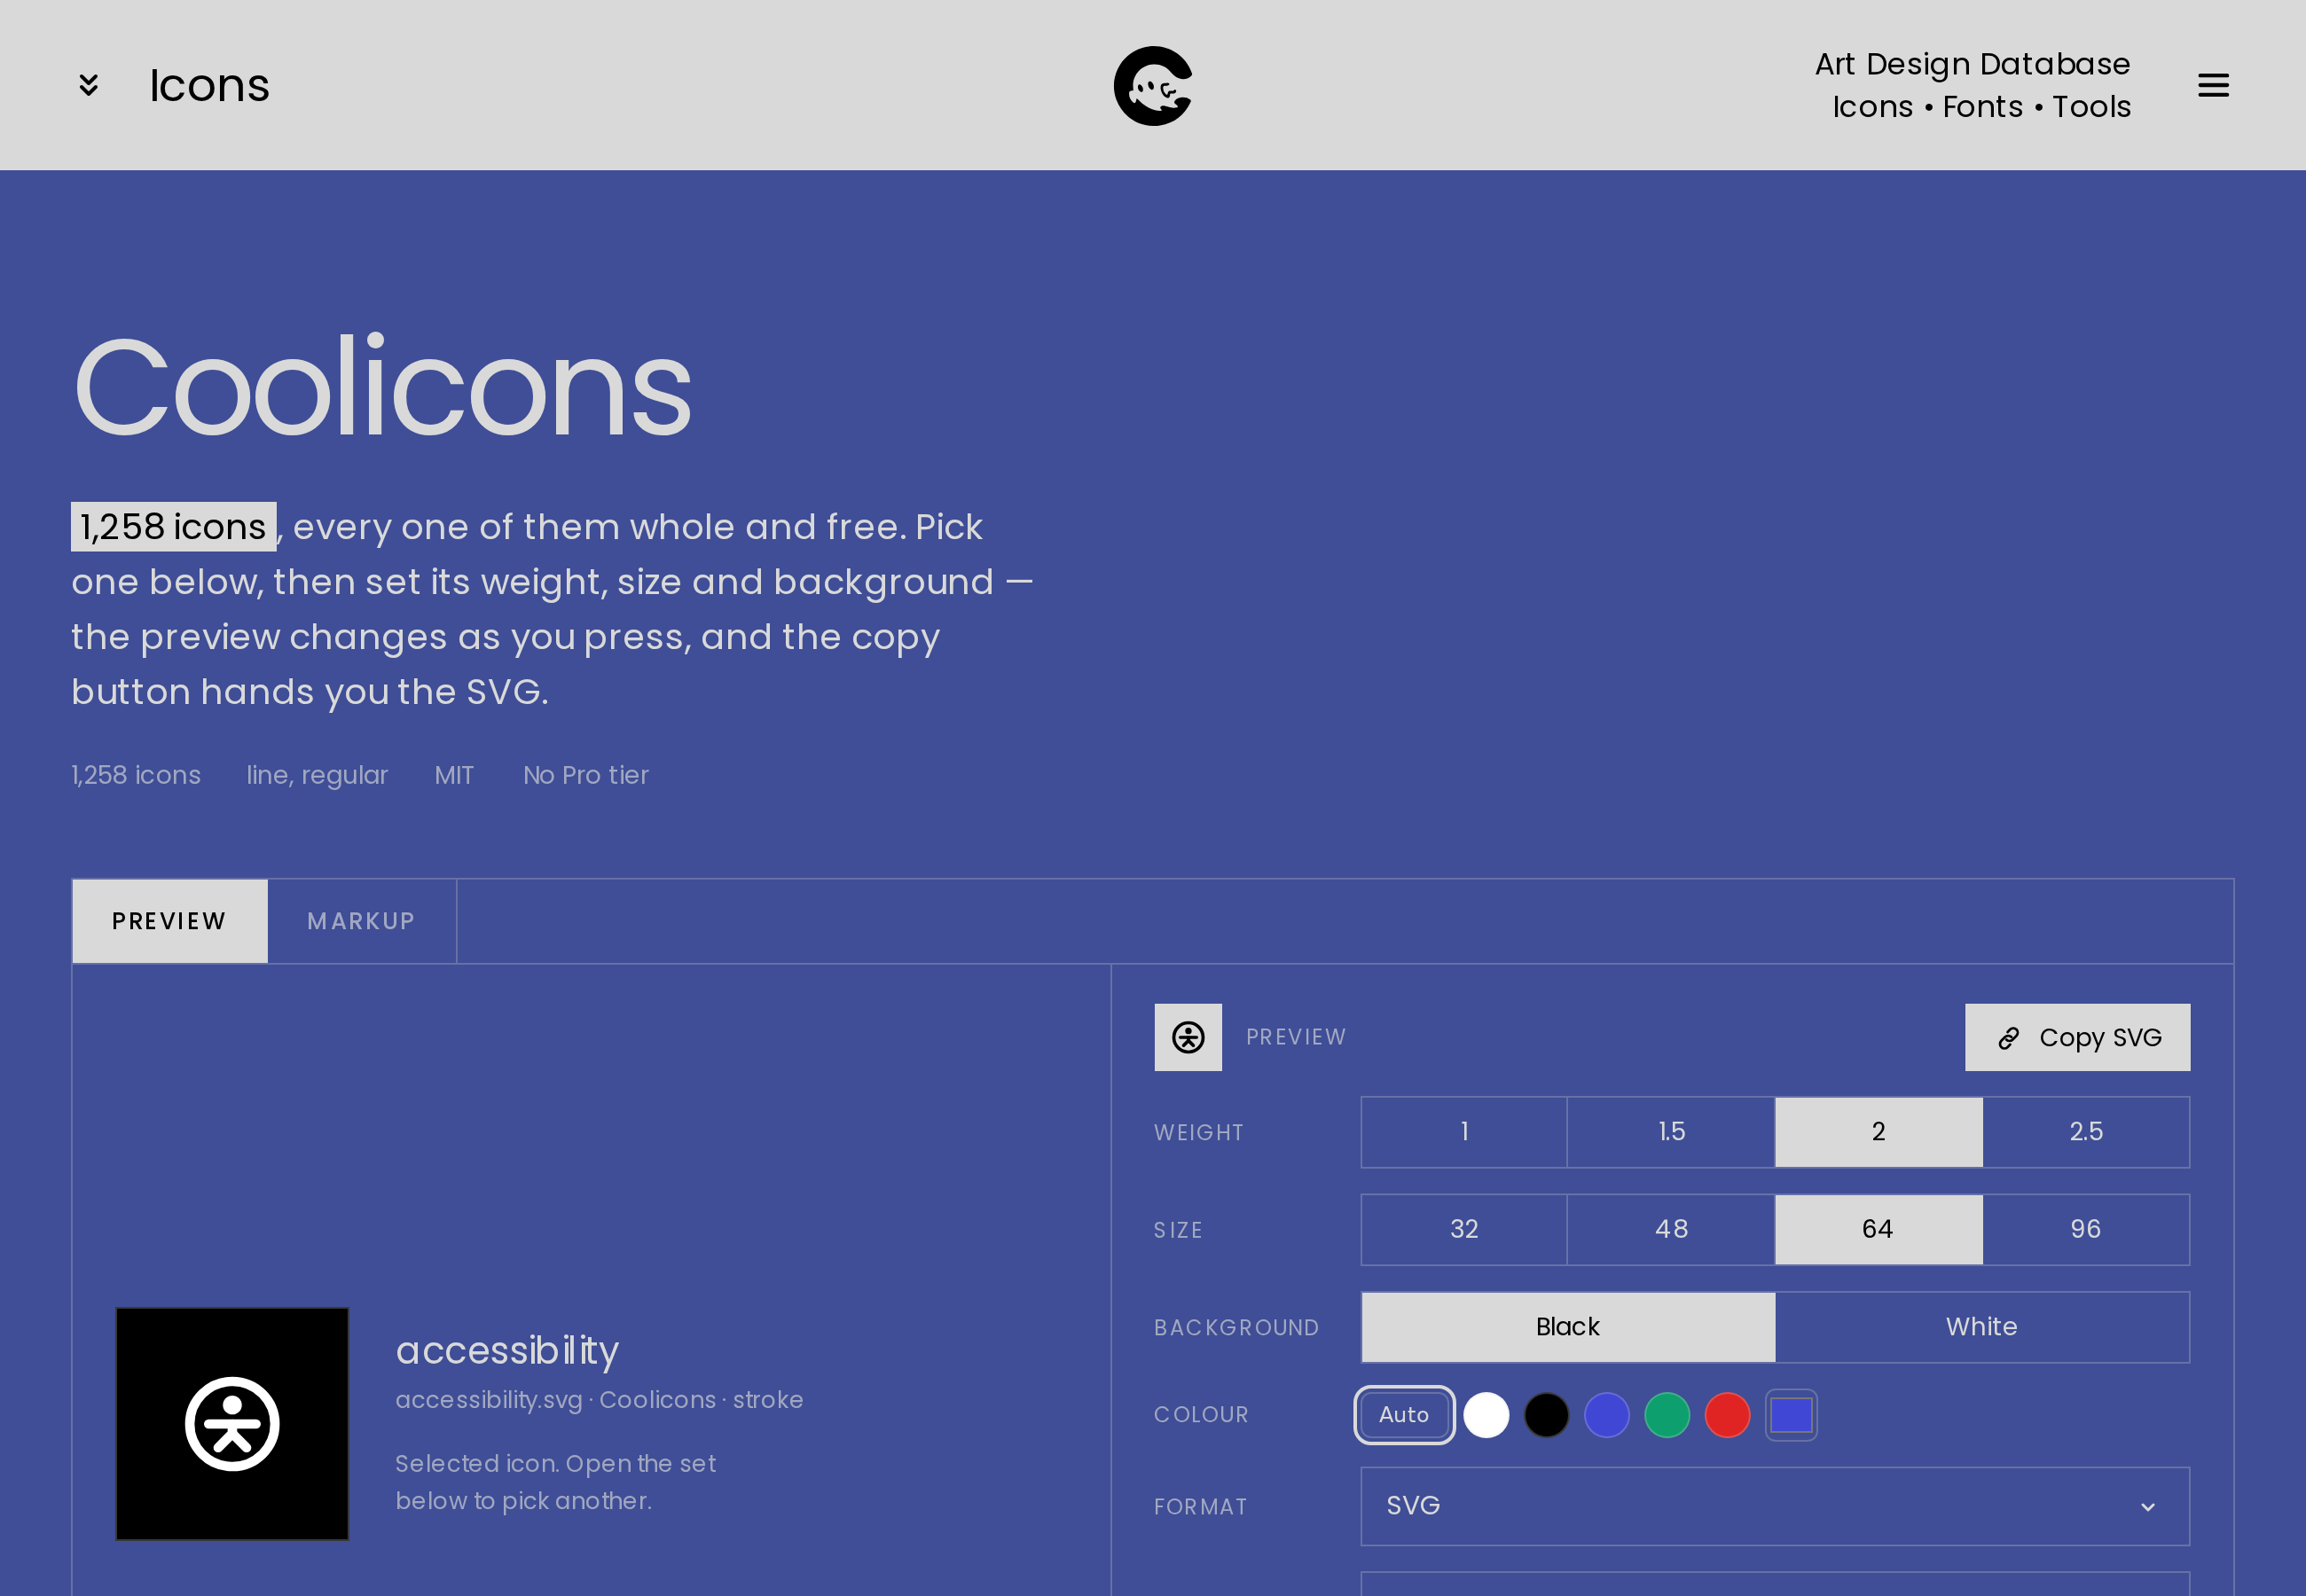 Icons
Art Design Database
Icons • Fonts • Tools
Coolicons
1,258 icons, every one of them whole and free. Pick
one below, then set its weight, size and background —
the preview changes as you press, and the copy
button hands you the SVG.
1,258 icons line, regular MIT No Pro tier
PREVIEW MARKUP
PREVIEW Copy SVG
WEIGHT 1 1.5 2 2.5
SIZE 32 48 64 96
BACKGROUND Black White
COLOUR Auto
FORMAT SVG
accessibility
accessibility.svg · Coolicons · stroke
Selected icon. Open the set
below to pick another.